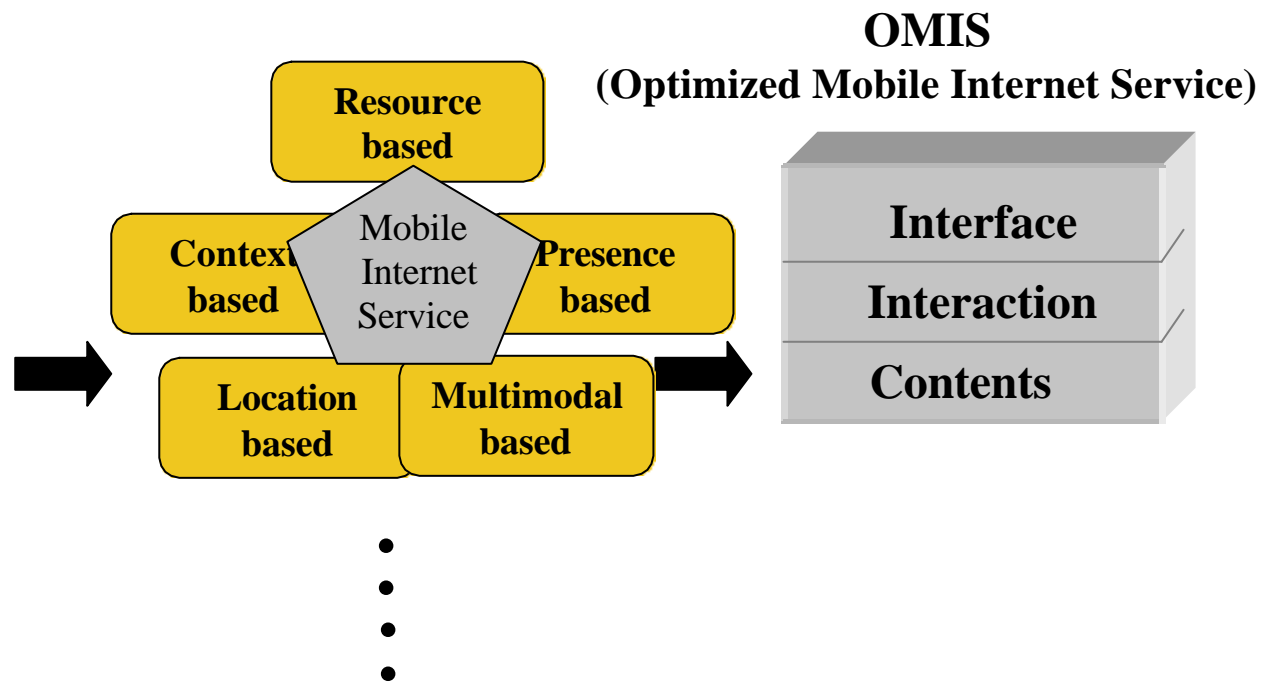 OMIS
(Optimized Mobile Internet Service)
Resource
based
Context
based
Mobile
Internet
Service
Presence
based
Location
based
Multimodal
based
Interface
Interaction
Contents